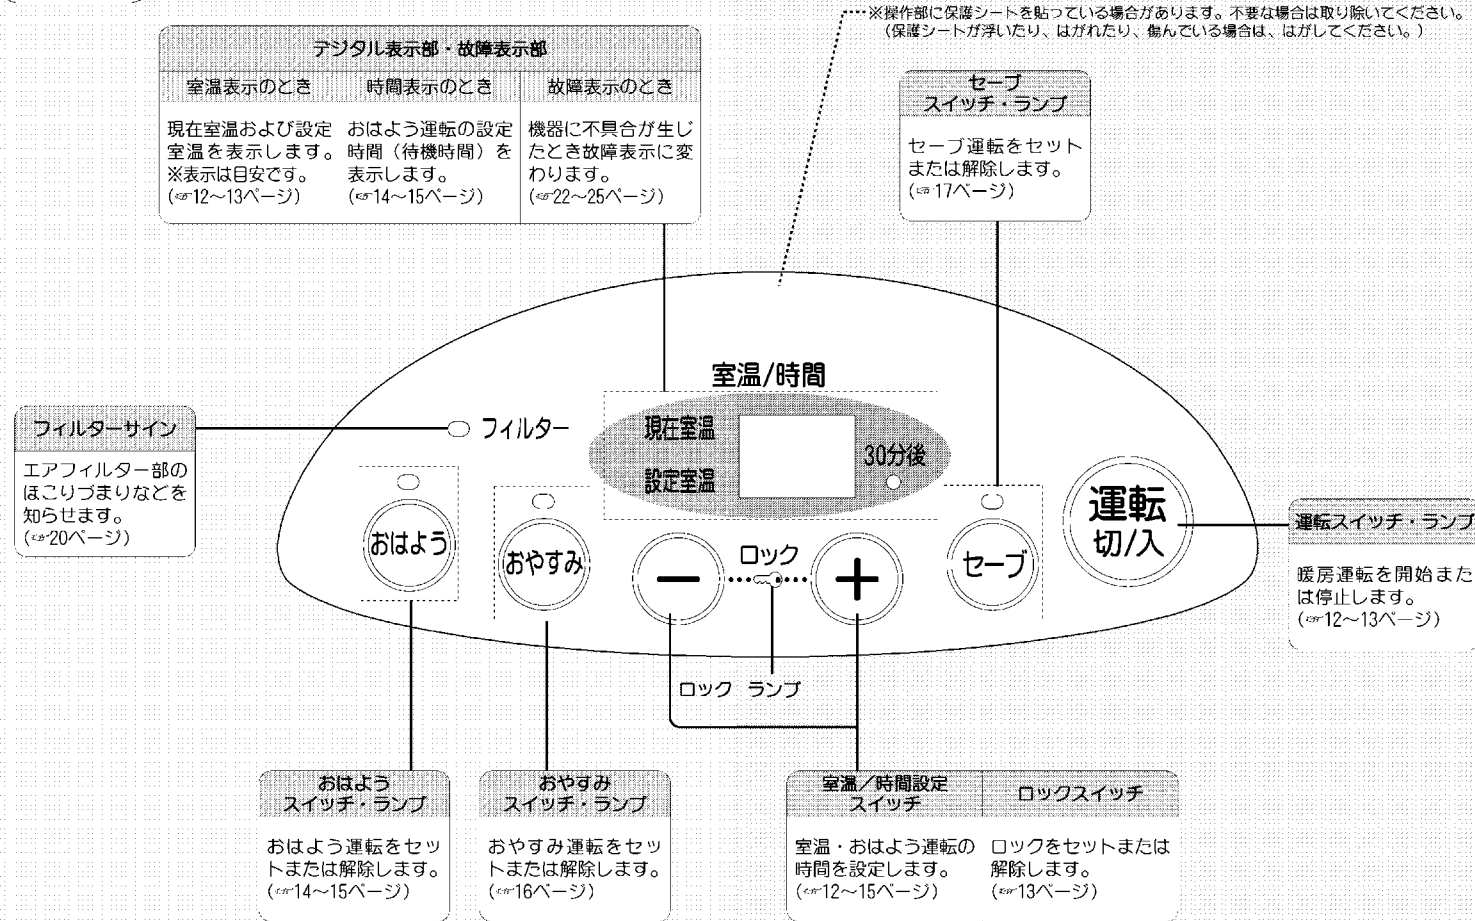 ※操作部に保護シートを貼っている場合があります。不要な場合は取り除いてください。
（保護シートが浮いたり、はがれたり、傷んでいる場合は、はがしてください。）
デジタル表示部・故障表示部
室温表示のとき
現在室温および設定
室温を表示します。
※表示は目安です。
(☞12～13ページ)
時間表示のとき
おはよう運転の設定
時間（待機時間）を
表示します。
(☞14～15ページ)
故障表示のとき
機器に不具合が生じ
たとき故障表示に変
わります。
(☞22～25ページ)
セーブ
スイッチ・ランプ
セーブ運転をセット
または解除します。
(☞17ページ)
フィルターサイン
エアフィルター部の
ほこりづまりなどを
知らせます。
(☞20ページ)
室温/時間
フィルター
現在室温
設定室温
30分後
おはよう
おやすみ
－
ロック
＋
セーブ
運転
切/入
ロック ランプ
運転スイッチ・ランプ
暖房運転を開始また
は停止します。
(☞12～13ページ)
おはよう
スイッチ・ランプ
おはよう運転をセッ
トまたは解除します。
(☞14～15ページ)
おやすみ
スイッチ・ランプ
おやすみ運転をセッ
トまたは解除します。
(☞16ページ)
室温／時間設定
スイッチ
室温・おはよう運転の
時間を設定します。
(☞12～15ページ)
ロックスイッチ
ロックをセットまたは
解除します。
(☞13ページ)